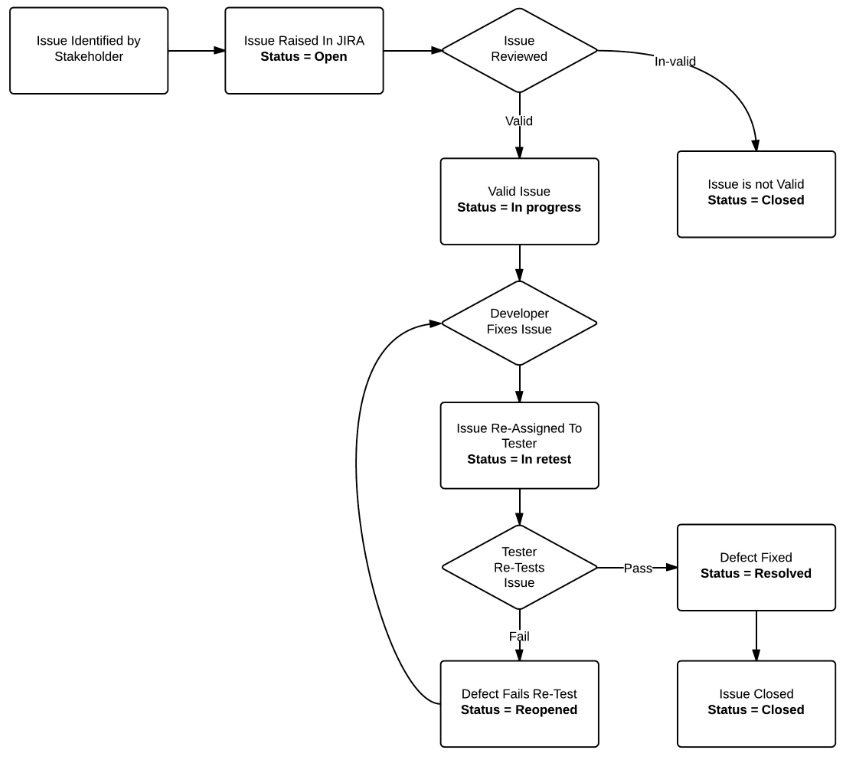 Issue Identified by
Stakeholder
Issue Raised In JIRA
Status = Open
Issue
Reviewed
In-valid
Valid
Issue is not Valid
Status = Closed
Valid Issue
Status = In progress
Developer
Fixes Issue
Issue Re-Assigned To
Tester
Status = In retest
Tester
Re-Tests
Issue
Pass
Defect Fixed
Status = Resolved
Fail
Defect Fails Re-Test
Status = Reopened
Issue Closed
Status = Closed